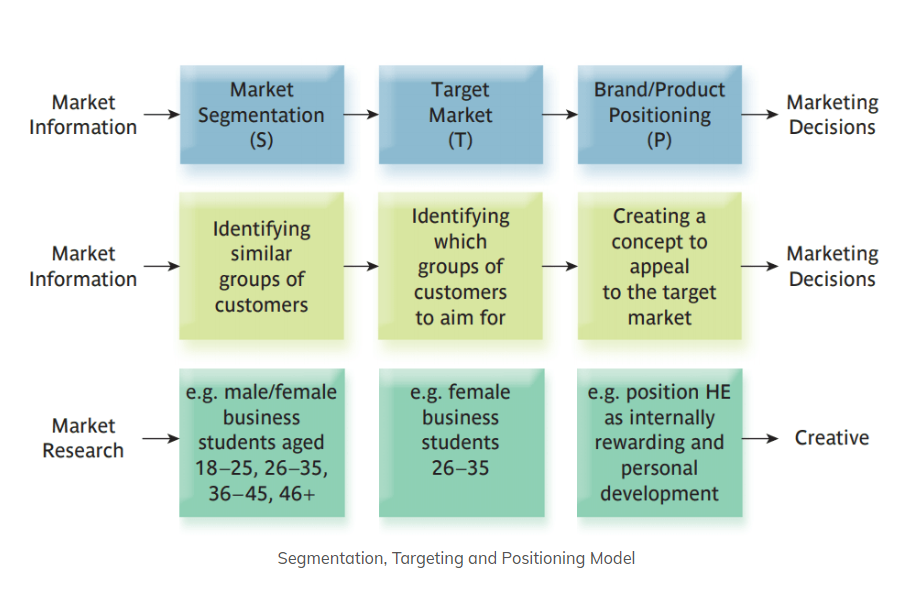 Market
Information
Market
Segmentation
(S)
Target
Market
(T)
Brand/Product
Positioning
(P)
Marketing
Decisions
Market
Information
Identifying
similar
groups of
customers
Identifying
which
groups of
customers
to aim for
Creating a
concept to
appeal
to the target
market
Marketing
Decisions
Market
Research
e.g. male/female
business
students aged
18–25, 26–35,
36–45, 46+
e.g. female
business
students
26–35
e.g. position HE
as internally
rewarding and
personal
development
Creative
Segmentation, Targeting and Positioning Model